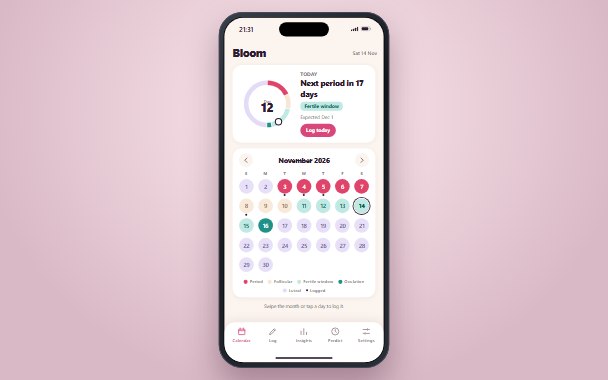 21:31
Bloom
Sat 14 Nov
TODAY
Next period in 17
days
Fertile window
Expected Dec 1
Log today
12
November 2026
S M T W T F S
1 2 3 4 5 6 7
8 9 10 11 12 13 14
15 16 17 18 19 20 21
22 23 24 25 26 27 28
29 30
Period Follicular Fertile window Ovulation
Luteal Logged
Swipe the month or tap a day to log it.
Calendar Log Insights Partner Settings